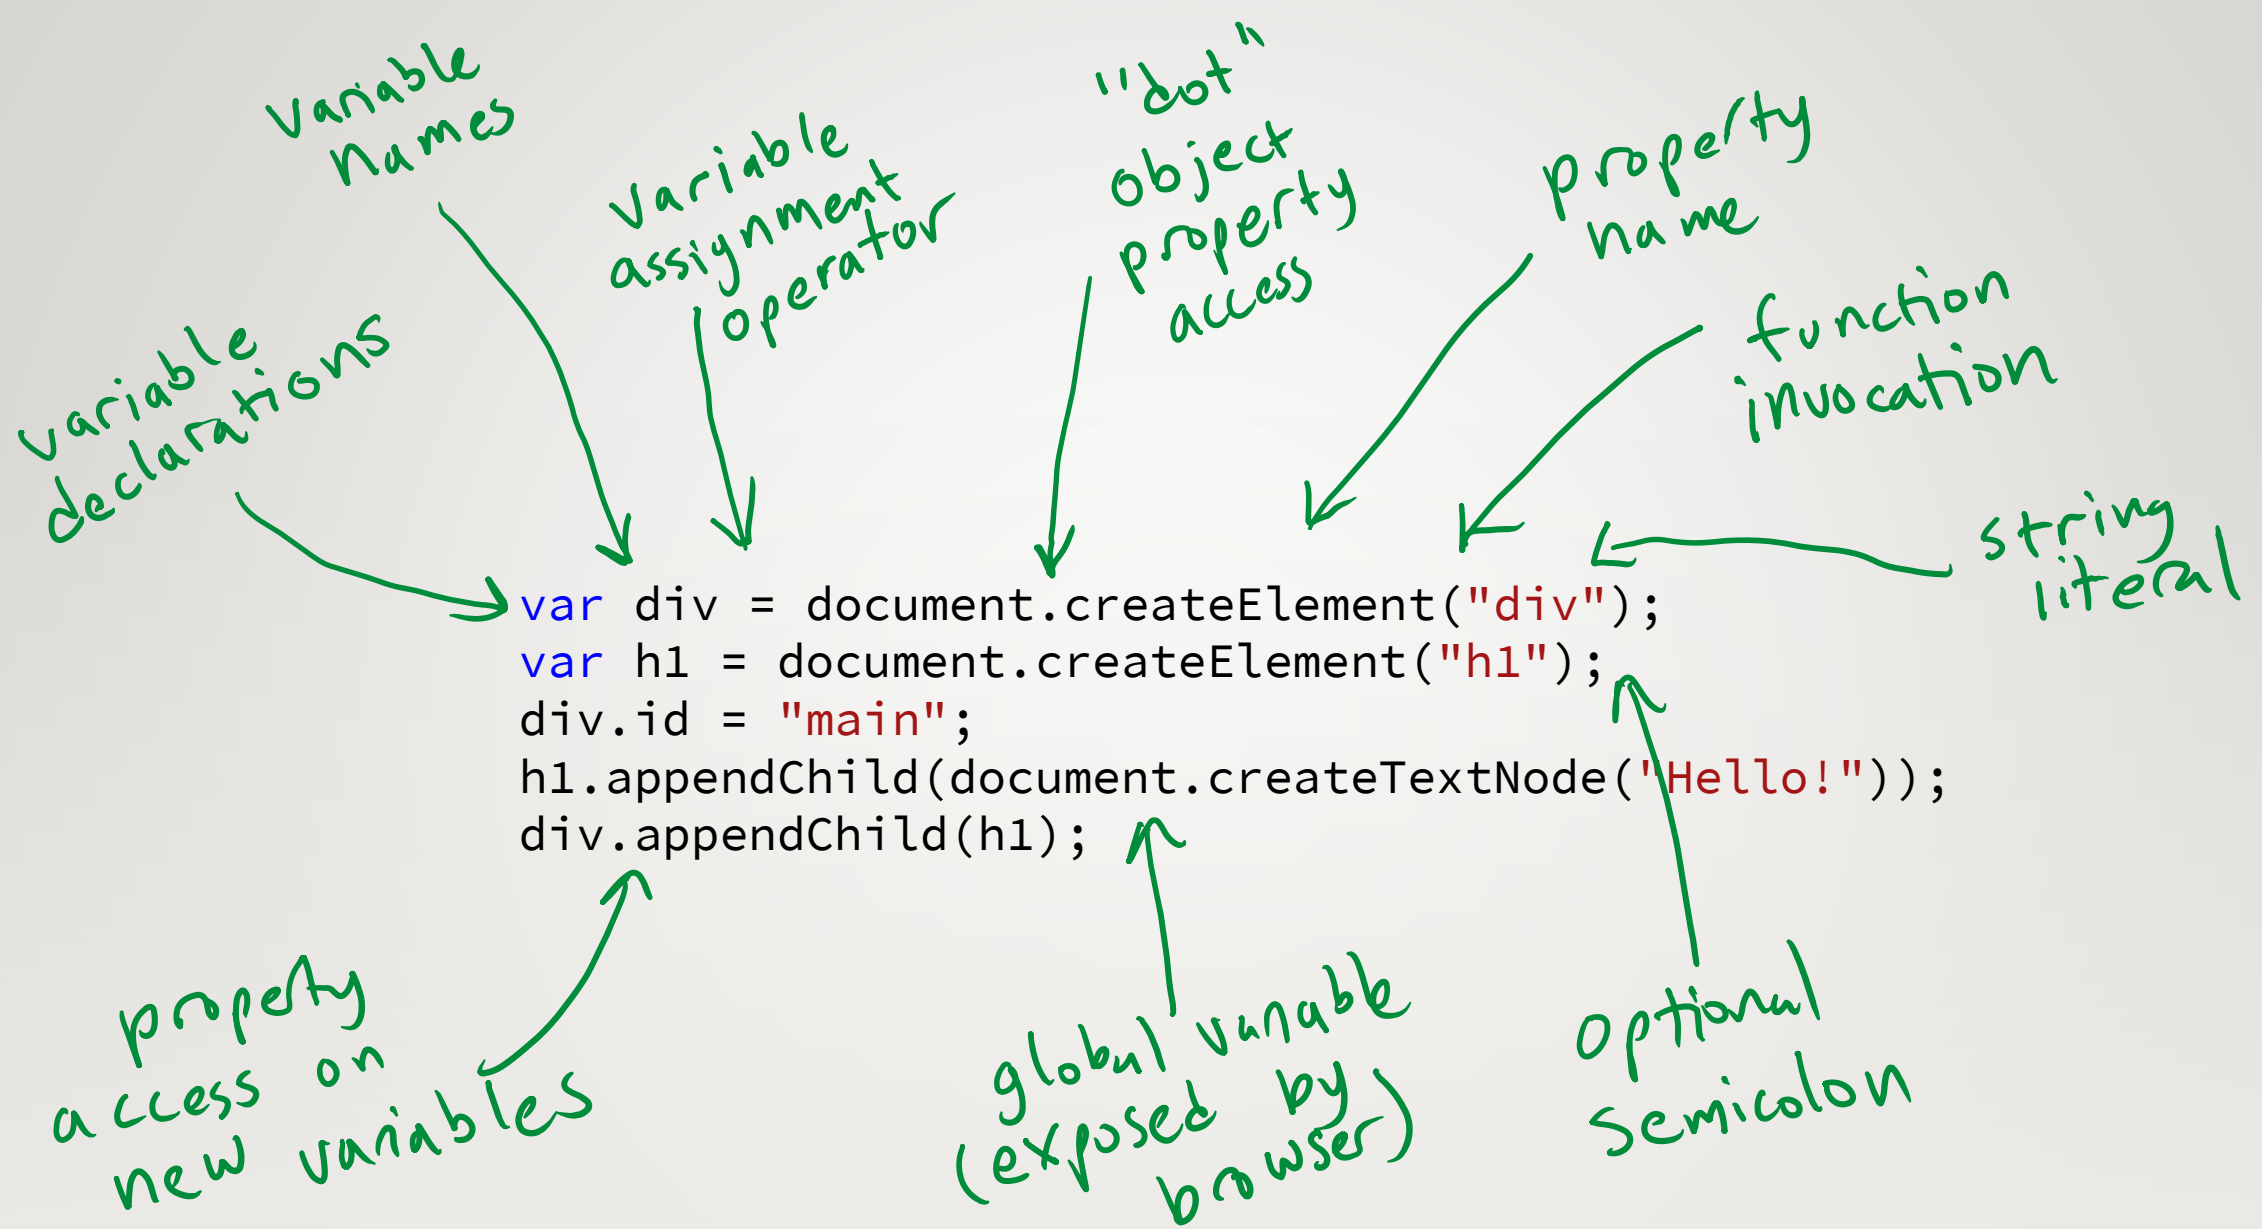 variable
names
variable
assignment
operator
"dot"
object
property
access
property
name
function
invocation
variable
declarations
string
literal
var div = document.createElement("div");
var h1 = document.createElement("h1");
div.id = "main";
h1.appendChild(document.createTextNode("Hello!"));
div.appendChild(h1);
property
access on
new variables
global variable
(exposed by
browser)
optional
semicolon